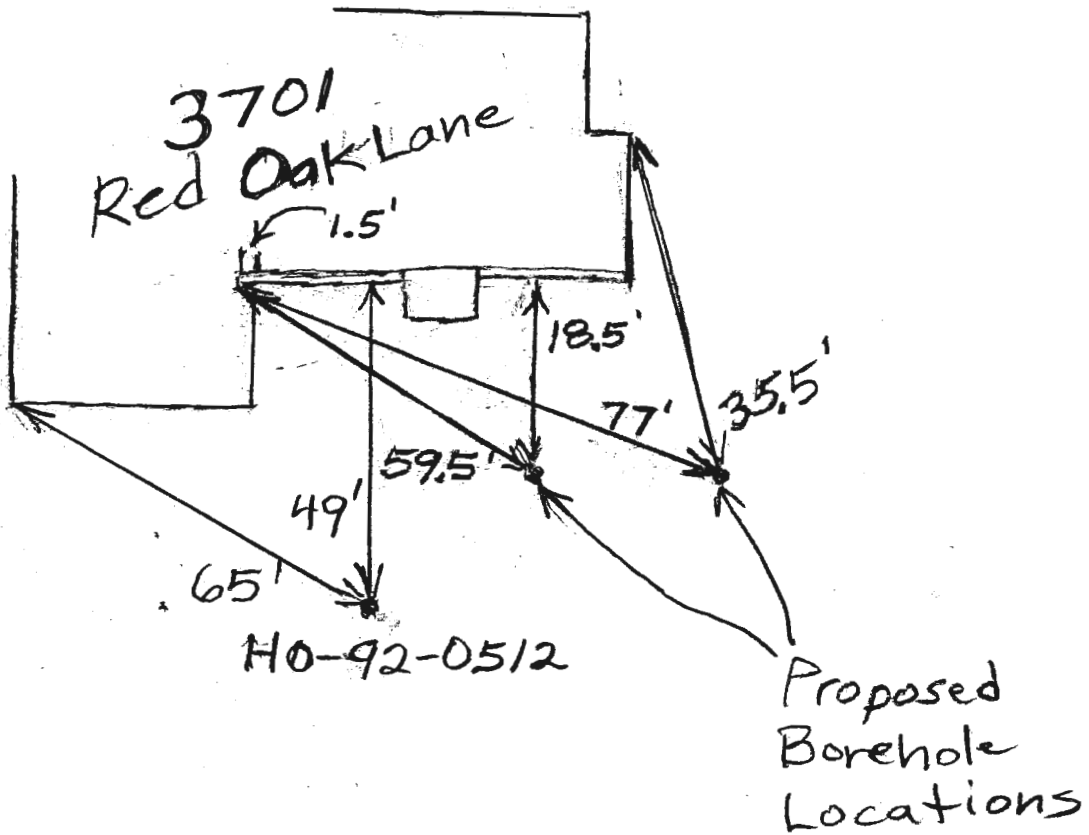 3701
Red Oak Lane
1.5'
18.5'
77'
35.5'
59.5'
49'
65'
HO-92-0512
Proposed
Borehole
Locations